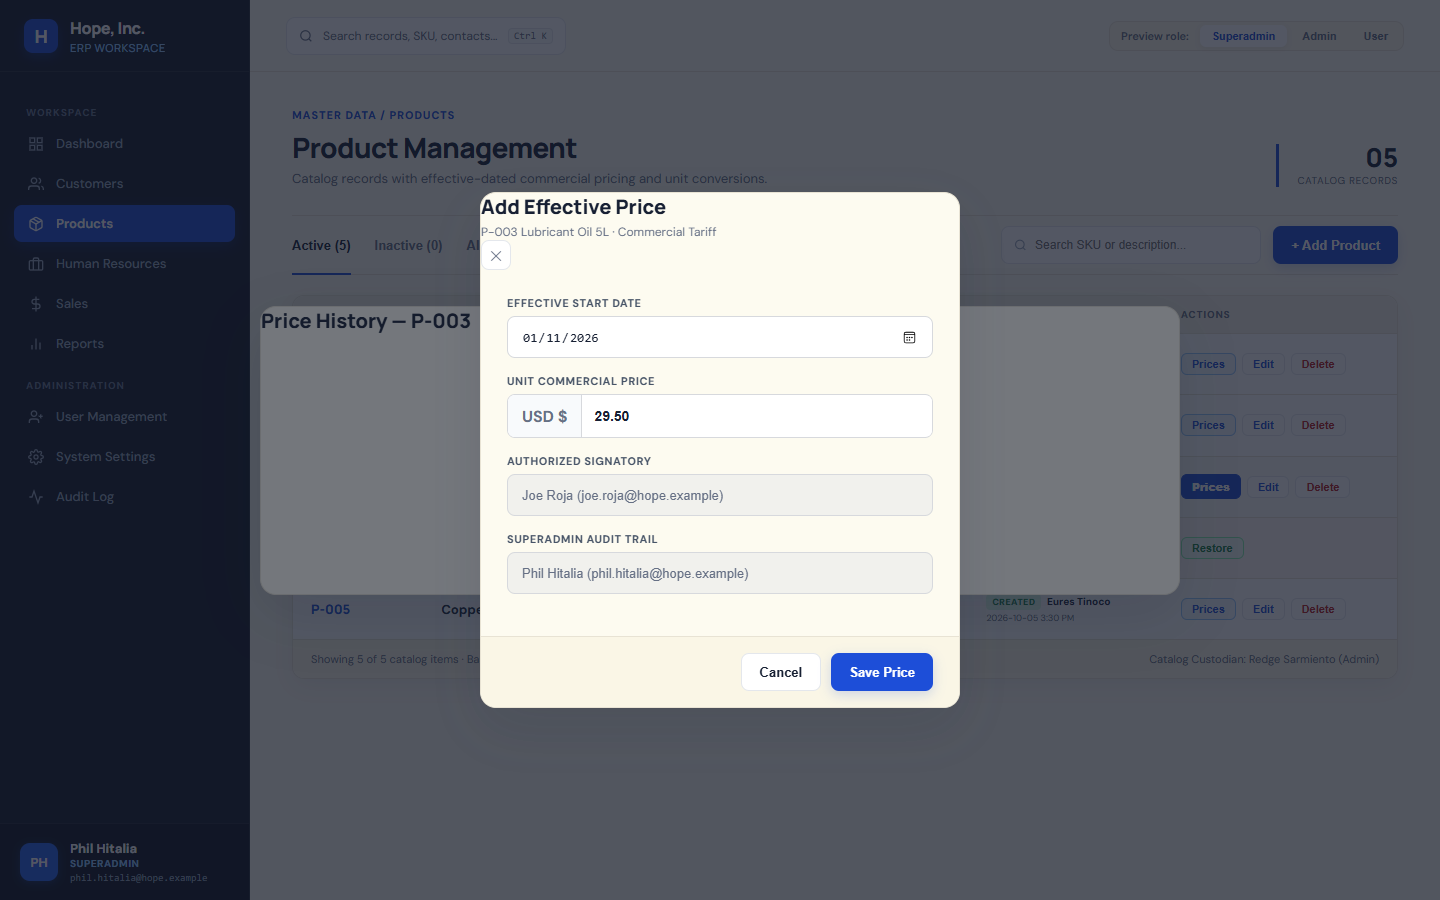 H
Hope, Inc.
ERP WORKSPACE
Search records, SKU, contacts...
Ctrl K
Preview role:
Superadmin
Admin
User
WORKSPACE
Dashboard
Customers
Products
Human Resources
Sales
Reports
ADMINISTRATION
User Management
System Settings
Audit Log
PH
Phil Hitalia
SUPERADMIN
phil.hitalia@hope.example
MASTER DATA / PRODUCTS
Product Management
Catalog records with effective-dated commercial pricing and unit conversions.
05
CATALOG RECORDS
Active (5)
Inactive (0)
Search SKU or description...
+ Add Product
ACTIONS
Prices
Edit
Delete
Prices
Edit
Delete
Prices
Edit
Delete
Restore
P-005
CREATED
Eures Tinoco
2026-10-05 3:30 PM
Prices
Edit
Delete
Showing 5 of 5 catalog items
Catalog Custodian: Redge Sarmiento (Admin)
Price History — P-003
Add Effective Price
P-003 Lubricant Oil 5L · Commercial Tariff
EFFECTIVE START DATE
01/11/2026
UNIT COMMERCIAL PRICE
USD $
29.50
AUTHORIZED SIGNATORY
Joe Roja (joe.roja@hope.example)
SUPERADMIN AUDIT TRAIL
Phil Hitalia (phil.hitalia@hope.example)
Cancel
Save Price